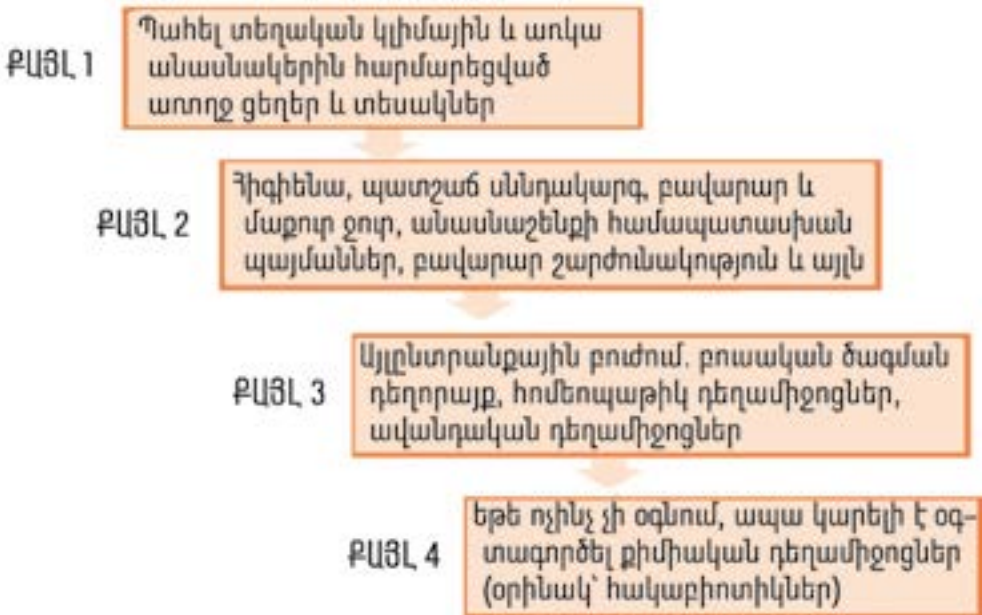 ՔԱՅԼ 1
Պահել տեղական կլիմային և առկա
անասնակերին հարմարեցված
առողջ ցեղեր և տեսակներ
ՔԱՅԼ 2
Հիգիենա, պատշաճ սննդակարգ, բավարար և
մաքուր ջուր, անասնաշենքի համապատասխան
պայմաններ, բավարար շարժունակություն և այլն
ՔԱՅԼ 3
Այլընտրանքային բուժում. բուսական ծագման
դեղորայք, հոմեոպաթիկ դեղամիջոցներ,
ավանդական դեղամիջոցներ
ՔԱՅԼ 4
եթե ոչինչ չի օգնում, ապա կարելի է օգ-
տագործել քիմիական դեղամիջոցներ
(օրինակ՝ հակաբիոտիկներ)